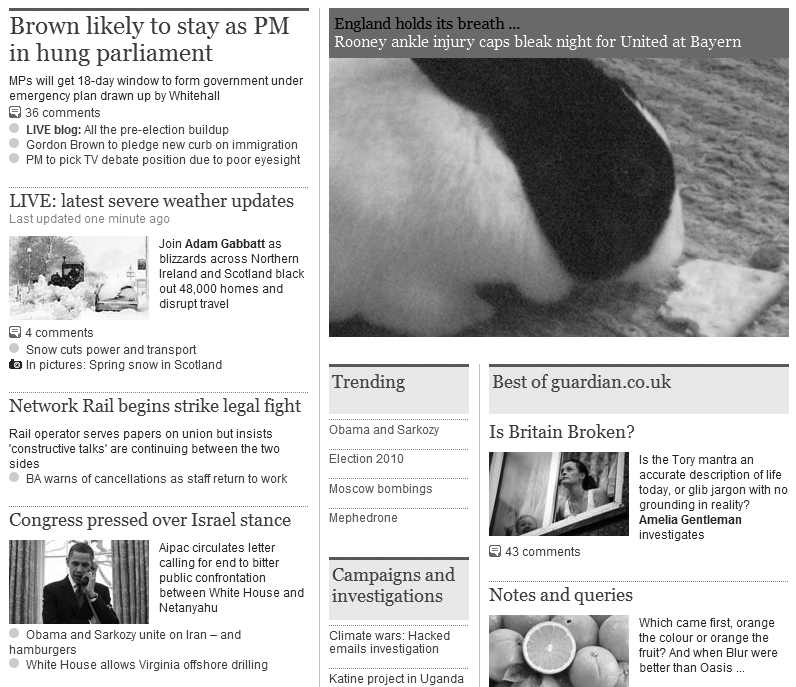 Brown likely to stay as PM
in hung parliament
MPs will get 18-day window to form government under
emergency plan drawn up by Whitehall
36 comments
LIVE blog: All the pre-election buildup
Gordon Brown to pledge new curb on immigration
PM to pick TV debate position due to poor eyesight
LIVE: latest severe weather updates
Last updated one minute ago
Join Adam Gabbatt as
blizzards across Northern
Ireland and Scotland black
out 48,000 homes and
disrupt travel
4 comments
Snow cuts power and transport
In pictures: Spring snow in Scotland
Network Rail begins strike legal fight
Rail operator serves papers on union but insists
'constructive talks' are continuing between the two
sides
BA warns of cancellations as staff return to work
Congress pressed over Israel stance
Aipac circulates letter
calling for end to bitter
public confrontation
between White House and
Netanyahu
Obama and Sarkozy unite on Iran – and
hamburgers
White House allows Virginia offshore drilling
England holds its breath ...
Rooney ankle injury caps bleak night for United at Bayern
Trending
Obama and Sarkozy
Election 2010
Moscow bombings
Mephedrone
Campaigns and
investigations
Climate wars: Hacked
emails investigation
Katine project in Uganda
Best of guardian.co.uk
Is Britain Broken?
Is the Tory mantra an
accurate description of life
today, or glib jargon with no
grounding in reality?
Amelia Gentleman
investigates
43 comments
Notes and queries
Which came first, orange
the colour or orange the
fruit? And when Blur were
better than Oasis ...